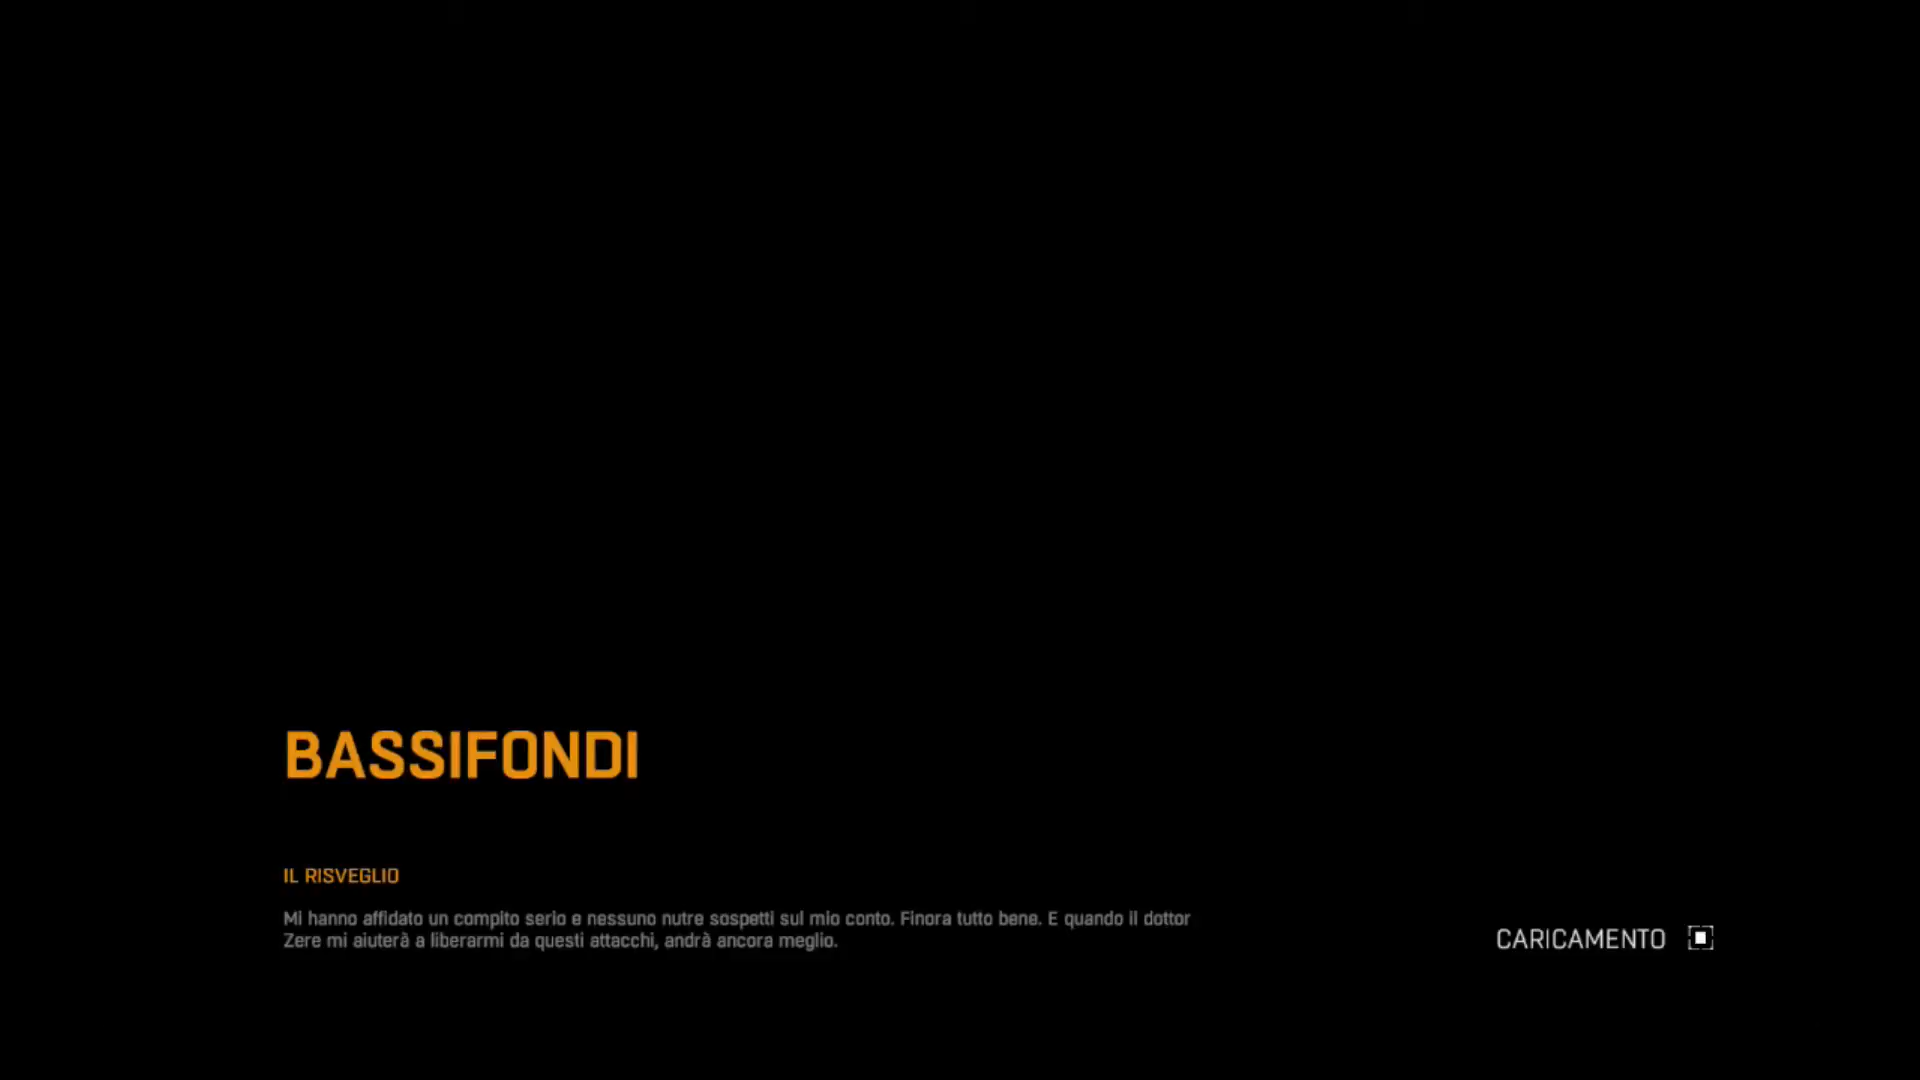 BASSIFONDI
IL RISVEGLIO
Mi hanno affidato un compito serio e nessuno nutre sospetti sul mio conto. Finora tutto bene. E quando il dottor
Zere mi aiuterà a liberarmi da questi attacchi, andrà ancora meglio.
CARICAMENTO